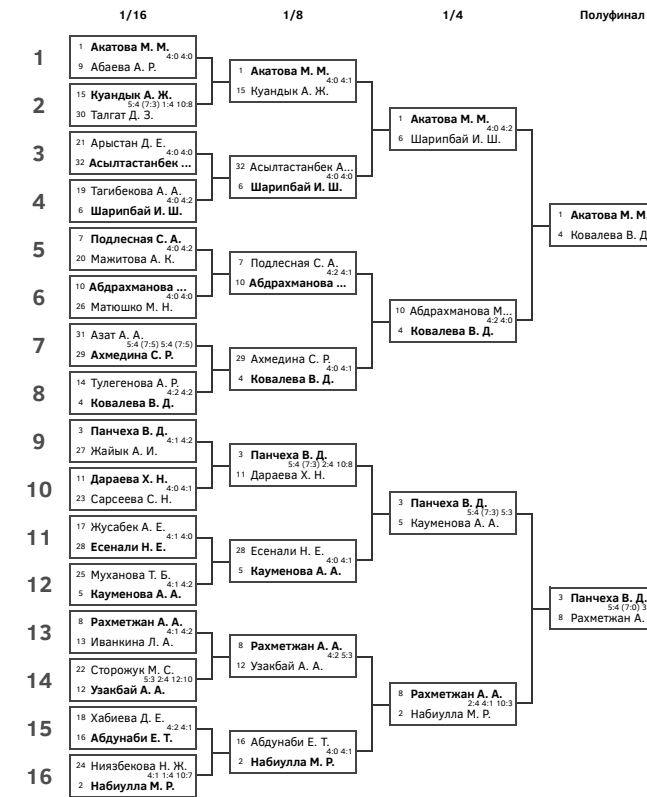 1/16 1/8 1/4 Полуфинал
1
1 Акатова М. М.
4:0 4:0
9 Абаева А. Р.
2
15 Куандык А. Ж.
5:4 (7:3) 1:4 10:8
30 Талгат Д. З.
3
21 Арыстан Д. Е.
4:0 4:0
32 Асылтастанбек ...
4
19 Тагибекова А. А.
4:0 4:2
6 Шарипбай И. Ш.
5
7 Подлесная С. А.
4:0 4:2
20 Мажитова А. К.
6
10 Абдрахманова ...
4:0 4:0
26 Матюшко М. Н.
7
31 Азат А. А.
5:4 (7:5) 5:4 (7:5)
29 Ахмедина С. Р.
8
14 Тулегенова А. Р.
4:2 4:2
4 Ковалева В. Д.
9
3 Панчеха В. Д.
4:1 4:2
27 Жайык А. И.
10
11 Дараева Х. Н.
4:0 4:1
23 Сарсеева С. Н.
11
17 Жусабек А. Е.
4:1 4:0
28 Есенали Н. Е.
12
25 Муханова Т. Б.
4:1 4:2
5 Кауменова А. А.
13
8 Рахметжан А. А.
4:1 4:2
13 Иванкина Л. А.
14
22 Сторожук М. С.
5:3 2:4 12:10
12 Узакбай А. А.
15
18 Хабиева Д. Е.
4:2 4:1
16 Абдунаби Е. Т.
16
24 Ниязбекова Н. Ж.
4:1 1:4 10:7
2 Набиулла М. Р.
1 Акатова М. М.
4:0 4:1
15 Куандык А. Ж.
32 Асылтастанбек А...
4:0 4:0
6 Шарипбай И. Ш.
7 Подлесная С. А.
4:2 4:1
10 Абдрахманова ...
29 Ахмедина С. Р.
4:0 4:1
4 Ковалева В. Д.
3 Панчеха В. Д.
5:4 (7:3) 2:4 10:8
11 Дараева Х. Н.
28 Есенали Н. Е.
4:0 4:1
5 Кауменова А. А.
8 Рахметжан А. А.
4:2 5:3
12 Узакбай А. А.
16 Абдунаби Е. Т.
4:0 4:1
2 Набиулла М. Р.
1 Акатова М. М.
4:0 4:2
6 Шарипбай И. Ш.
10 Абдрахманова М...
4:2 4:0
4 Ковалева В. Д.
3 Панчеха В. Д.
5:4 (7:3) 5:3
5 Кауменова А. А.
8 Рахметжан А. А.
2:4 4:1 10:3
2 Набиулла М. Р.
1 Акатова М. М.
4 Ковалева В. Д
3 Панчеха В. Д.
5:4 (7:0) 3
8 Рахметжан А.